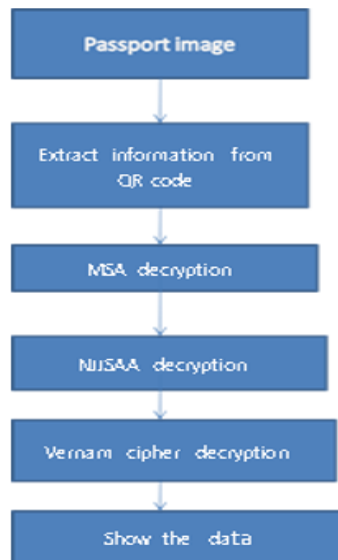 Passport image
Extract information from
QR code
MSA decryption
NJJSAA decryption
Vernam cipher decryption
Show the data